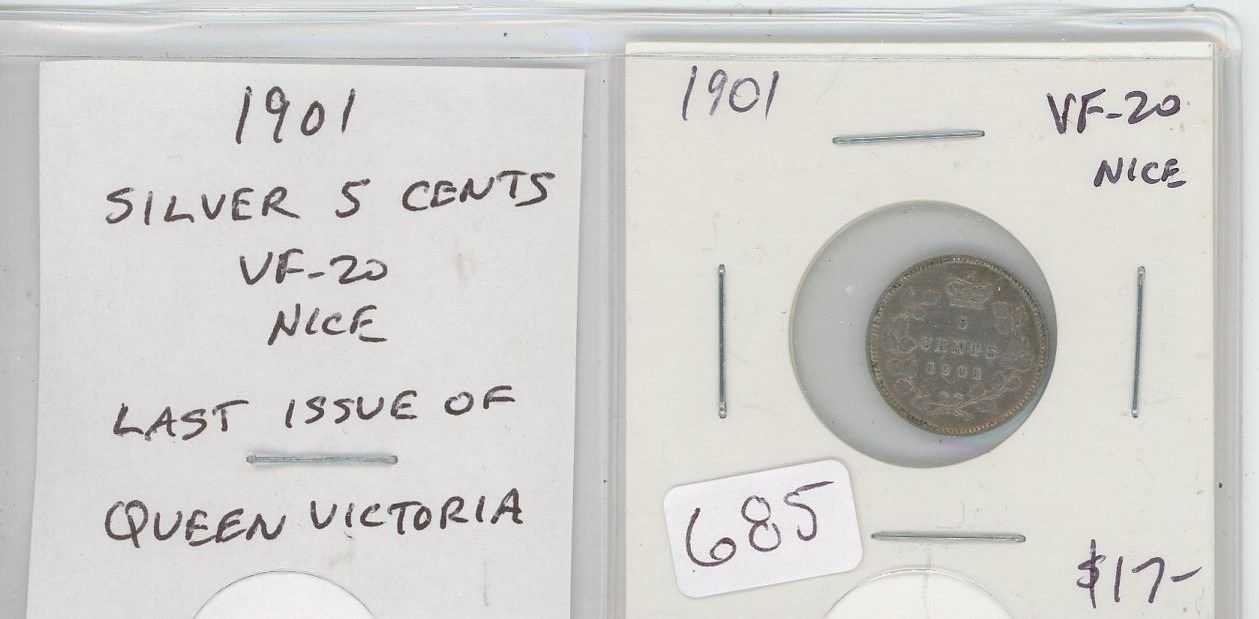 1901
SILVER 5 CENTS
VF-20
NICE
LAST ISSUE OF
QUEEN VICTORIA
1901
VF-20
NICE
5
CENTS
1901
685
$17-